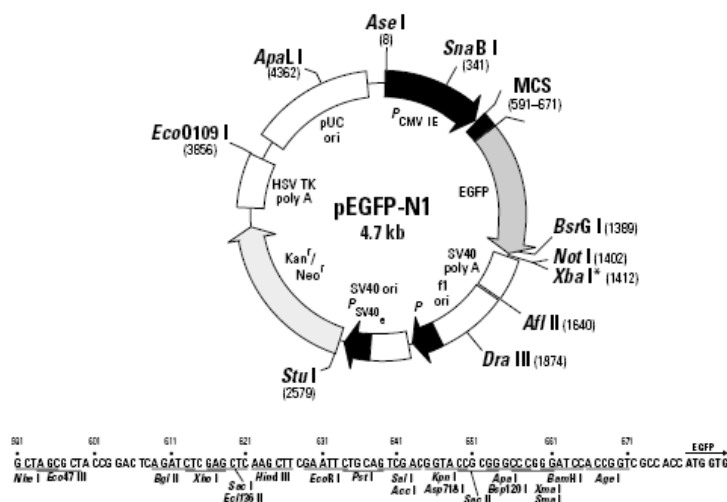 Ase I
(8)
SnaB I
(341)
MCS
(591–671)
ApaL I
(4362)
EcoO109 I
(3856)
pUC
ori
P CMV IE
EGFP
HSV TK
poly A
pEGFP-N1
4.7 kb
BsrG I (1389)
Not I (1402)
Xba I* (1412)
SV40
poly A
f1
ori
Kanr/
Neor
SV40 ori
P SV40e
P
Afl II (1640)
Dra III (1874)
Stu I
(2579)
591 601 611 621 631 641 651 661 671 EGFP
G CTA GCG CTA CCG GAC TCA GAT CTC GAG CTC AAG CTT CGA ATT CTG CAG TCG ACG GTA CCG CGG GCC CGG GAT CCA CCG GTC GCC ACC ATG GTG
Nhe I Eco47 III Bgl II Xho I Sac I Ecl136 II Hind III EcoR I Pst I Sal I Acc I Kpn I Asp718 I Sac II Apa I Bsp120 I Xma I Sma I BamH I Age I